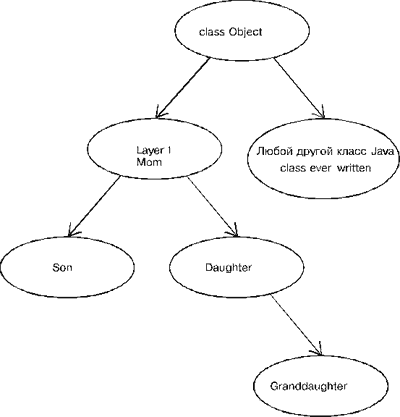 class Object
Layer 1
Mom
Любой другой класс Java
class ever written
Son
Daughter
Granddaughter